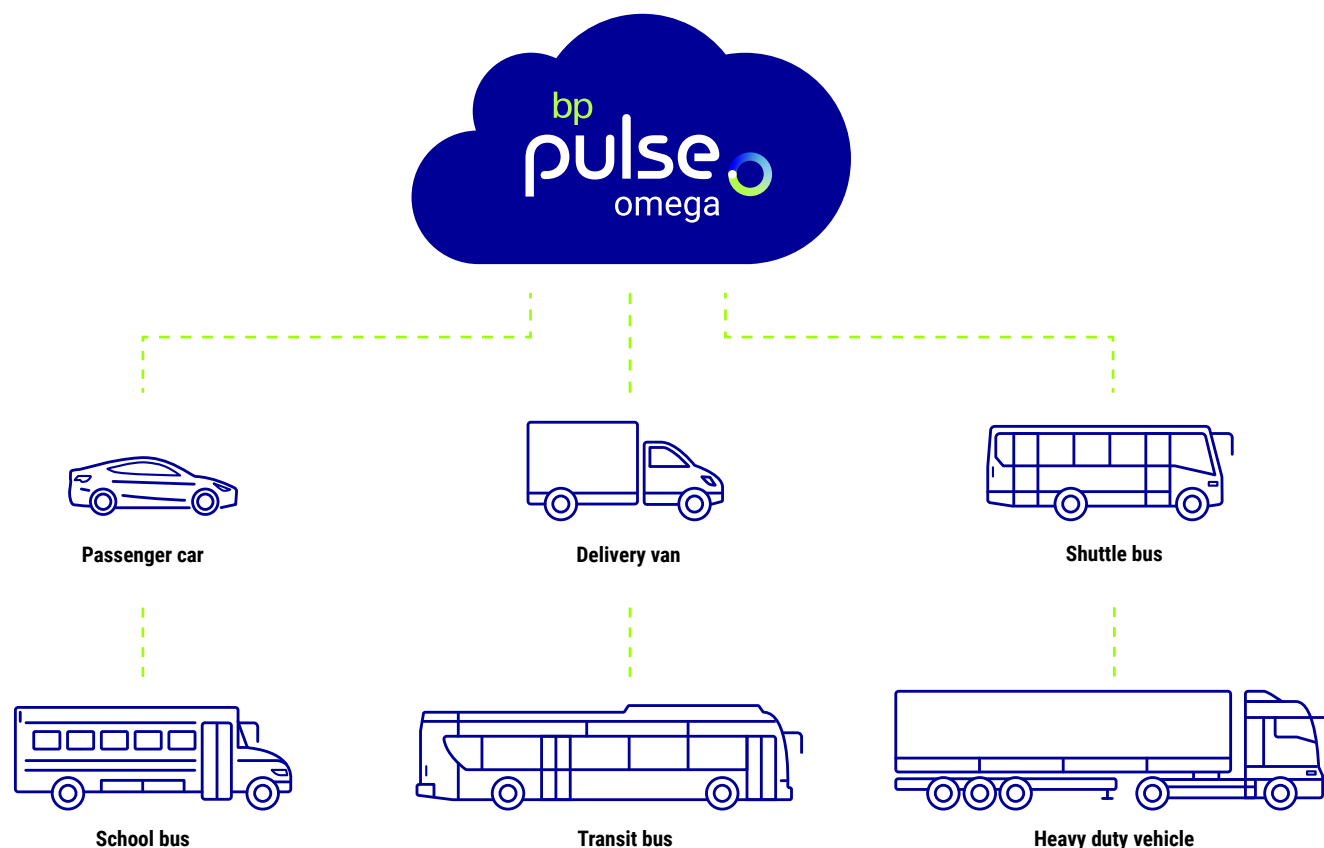 bp
pulse
omega
Passenger car
Delivery van
Shuttle bus
School bus
Transit bus
Heavy duty vehicle